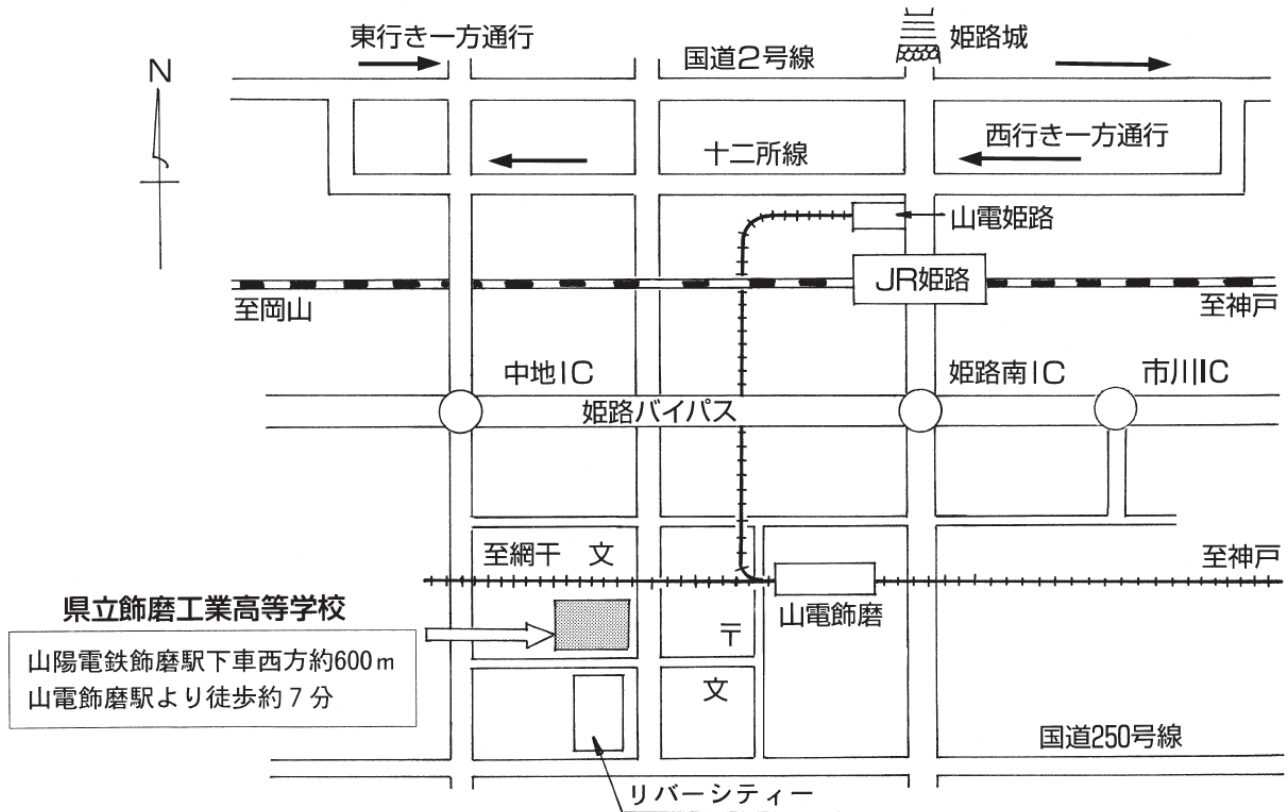 東行き一方通行
国道2号線
姫路城
N
十二所線
西行き一方通行
山電姫路
JR姫路
至岡山
至神戸
中地IC
姫路南IC
市川IC
姫路バイパス
至網干
文
至神戸
県立飾磨工業高等学校
山陽電鉄飾磨駅下車西方約600m
山電飾磨駅より徒歩約7分
山電飾磨
〒
文
国道250号線
リバーシティー